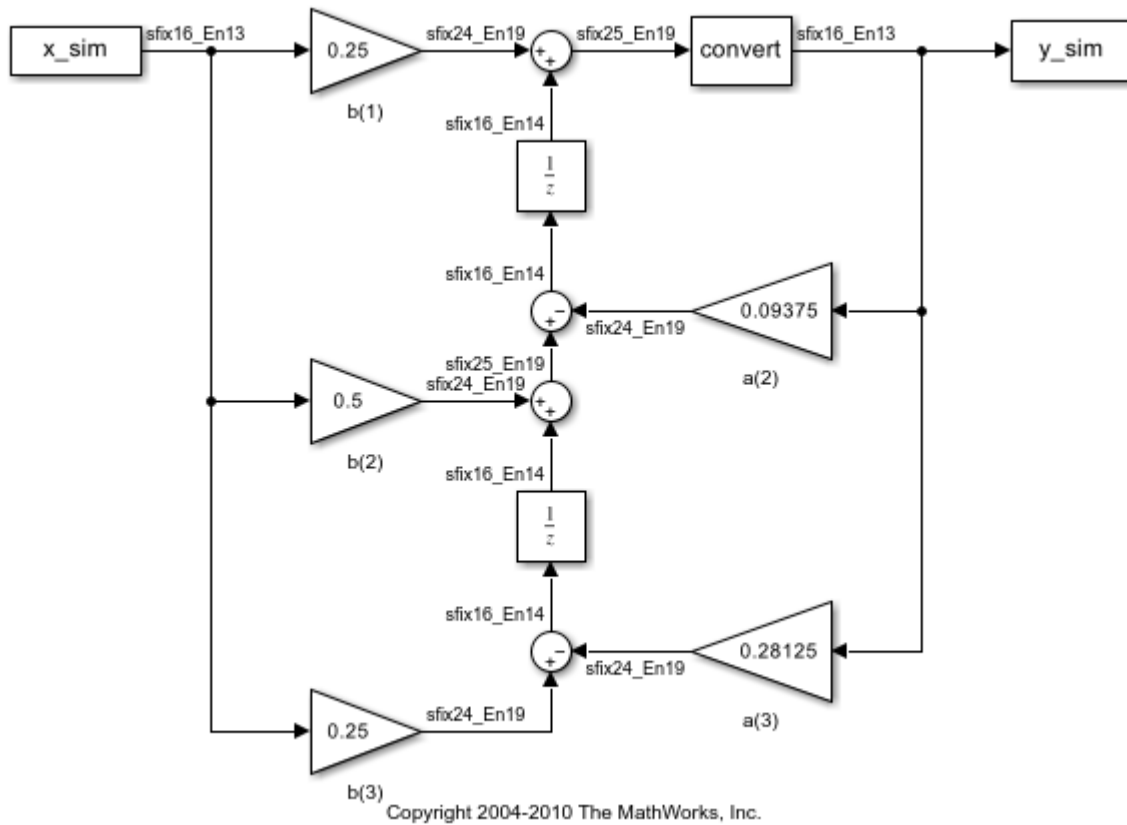 x_sim
sfix16_En13
0.25
b(1)
sfix24_En19
+
+
sfix25_En19
convert
sfix16_En13
y_sim
sfix16_En14
1
z
sfix16_En14
−
+
sfix24_En19
0.09375
a(2)
sfix25_En19
sfix24_En19
0.5
b(2)
+
+
sfix16_En14
1
z
sfix16_En14
−
+
sfix24_En19
0.28125
a(3)
0.25
b(3)
sfix24_En19
Copyright 2004-2010 The MathWorks, Inc.